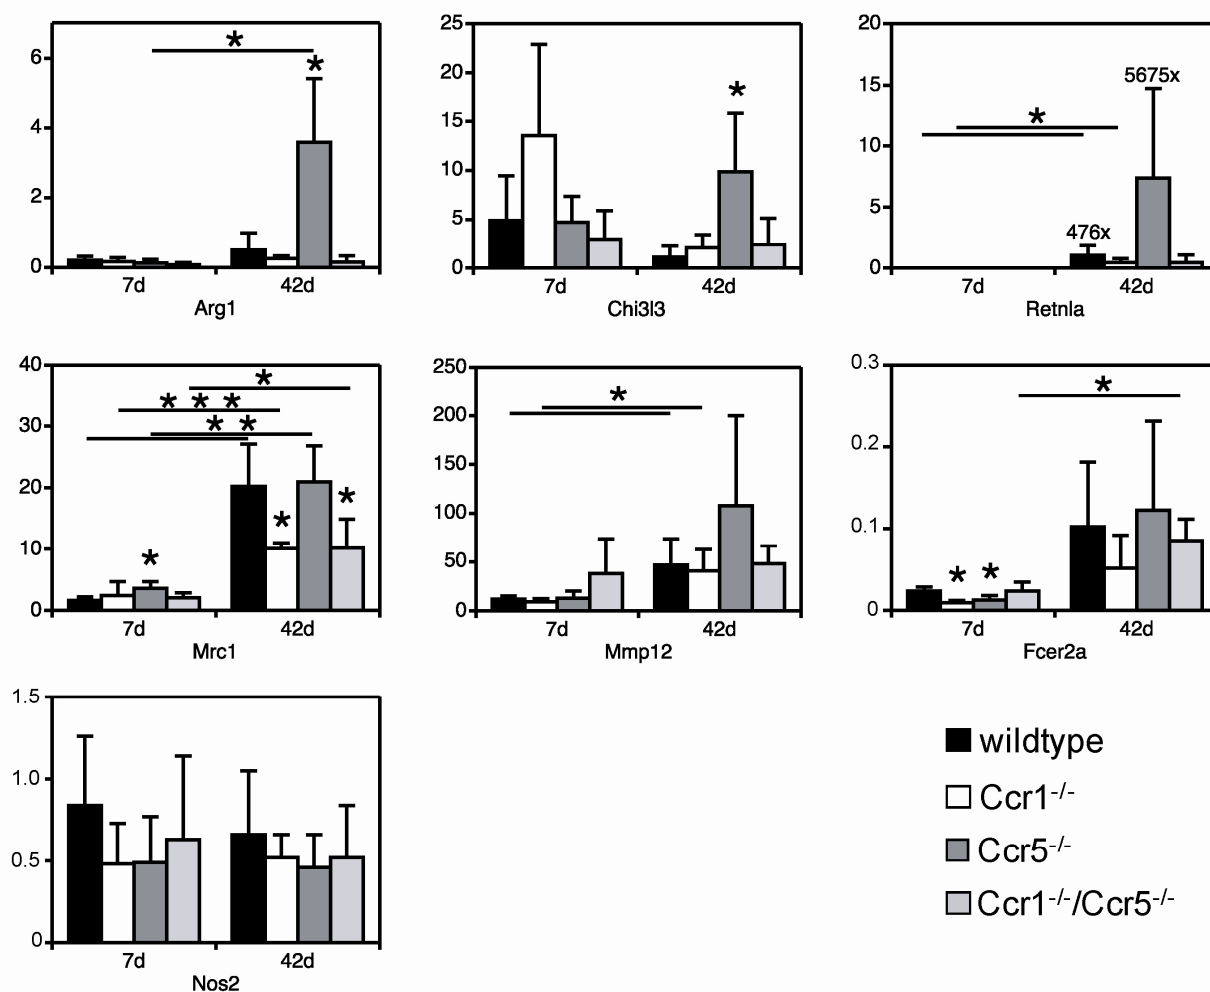 6
4
2
0
*
*
7d 42d
Arg1
25
20
15
10
5
0
*
7d 42d
Chi3l3
20
15
10
5
0
*
476x
5675x
7d 42d
Retnla
40
30
20
10
0
*
* * *
* *
*
*
*
7d 42d
Mrc1
250
200
150
100
50
0
*
7d 42d
Mmp12
0.3
0.2
0.1
0
*
* *
7d 42d
Fcer2a
1.5
1.0
0.5
0
7d 42d
Nos2
wildtype
Ccr1-/-
Ccr5-/-
Ccr1-/-/Ccr5-/-